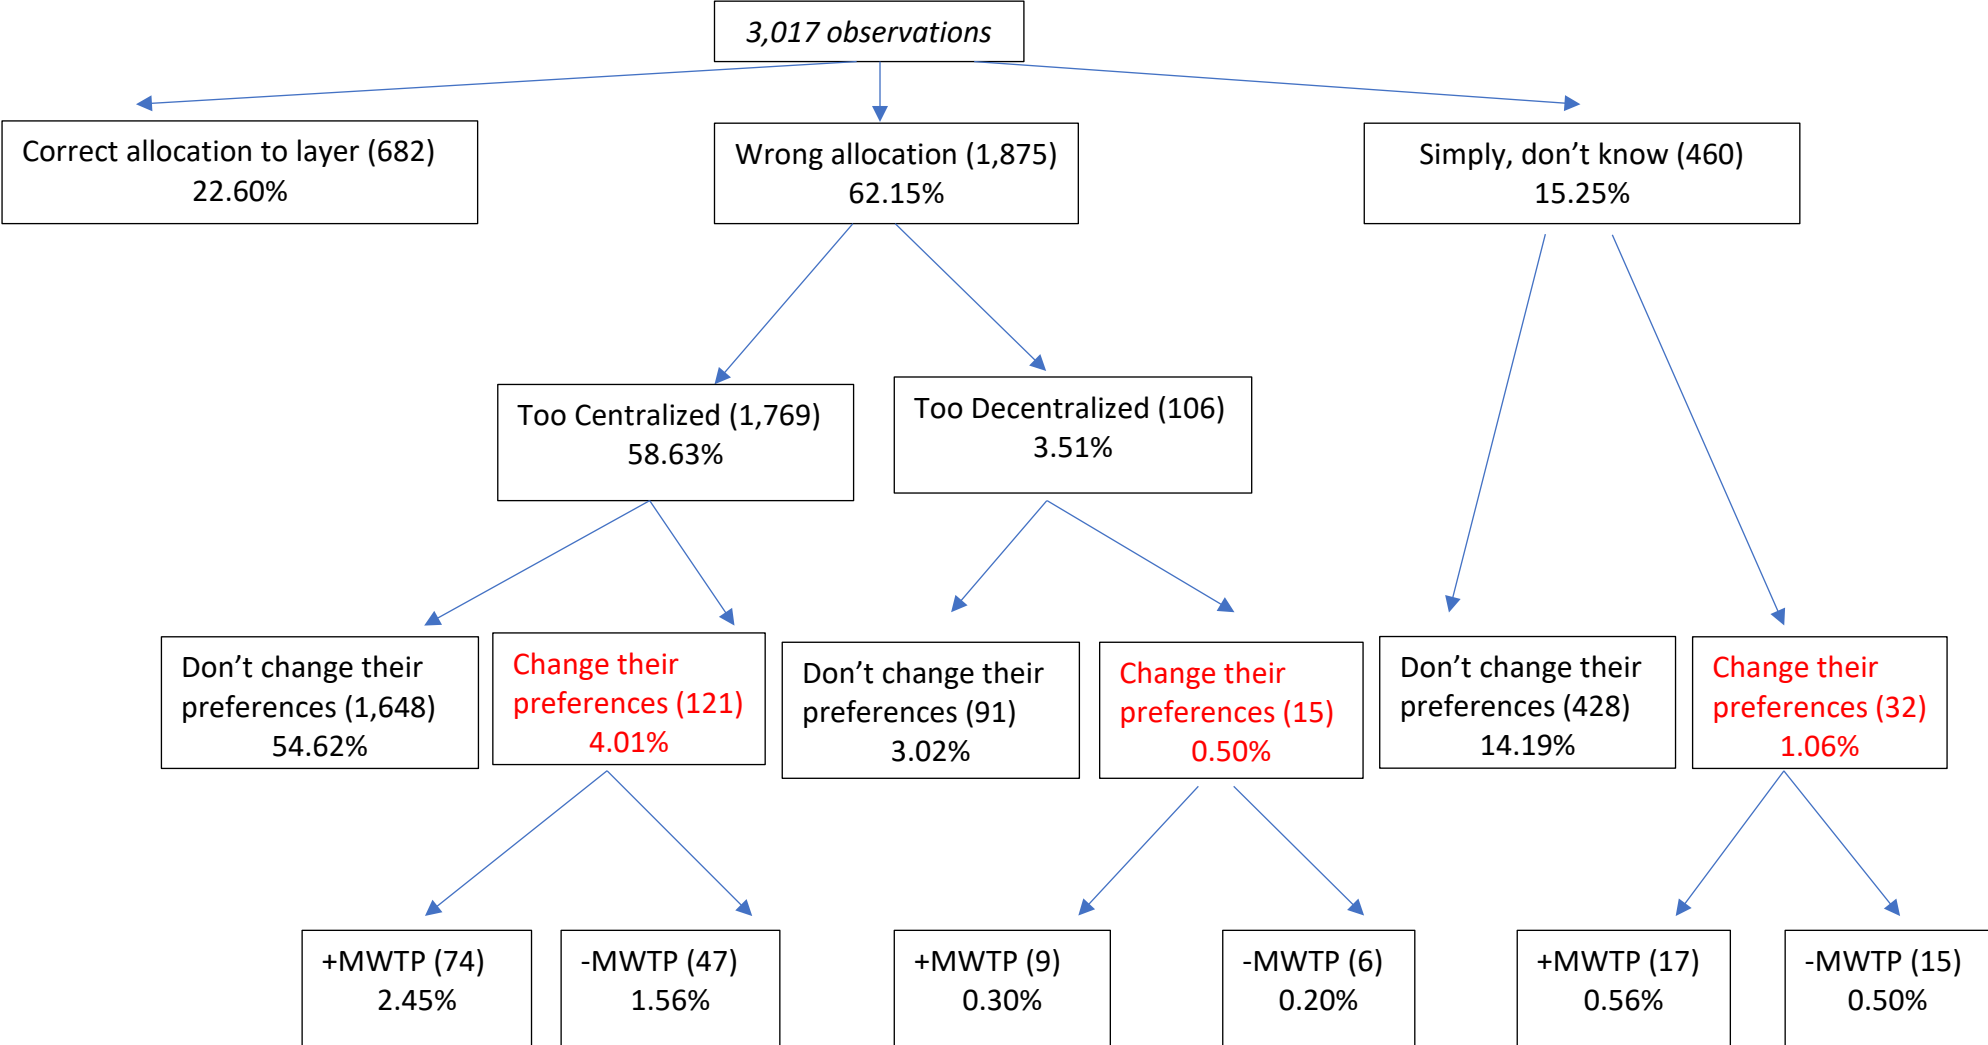 3,017 observations
Correct allocation to layer (682)
22.60%
Wrong allocation (1,875)
62.15%
Simply, don’t know (460)
15.25%
Too Centralized (1,769)
58.63%
Too Decentralized (106)
3.51%
Don’t change their
preferences (1,648)
54.62%
Change their
preferences (121)
4.01%
Don’t change their
preferences (91)
3.02%
Change their
preferences (15)
0.50%
Don’t change their
preferences (428)
14.19%
Change their
preferences (32)
1.06%
+MWTP (74)
2.45%
-MWTP (47)
1.56%
+MWTP (9)
0.30%
-MWTP (6)
0.20%
+MWTP (17)
0.56%
-MWTP (15)
0.50%